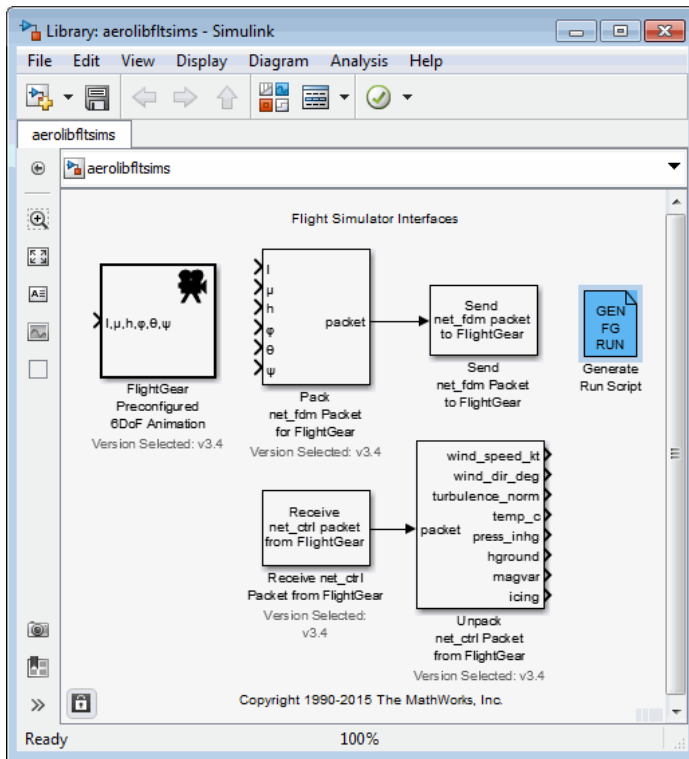 Library: aerolibfltsims - Simulink
File Edit View Display Diagram Analysis Help
aerolibfltsims
aerolibfltsims
Flight Simulator Interfaces
l,μ,h,φ,θ,ψ
FlightGear
Preconfigured
6DoF Animation
Version Selected: v3.4
l
μ
h
φ
θ
ψ
packet
Pack
net_fdm Packet
for FlightGear
Version Selected: v3.4
Send
net_fdm packet
to FlightGear
Send
net_fdm Packet
to FlightGear
GEN
FG
RUN
Generate
Run Script
Receive
net_ctrl packet
from FlightGear
Receive net_ctrl
Packet from FlightGear
Version Selected:
v3.4
packet
wind_speed_kt
wind_dir_deg
turbulence_norm
temp_c
press_inhg
hground
magvar
icing
Unpack
net_ctrl Packet
from FlightGear
Version Selected: v3.4
Copyright 1990-2015 The MathWorks, Inc.
Ready 100%